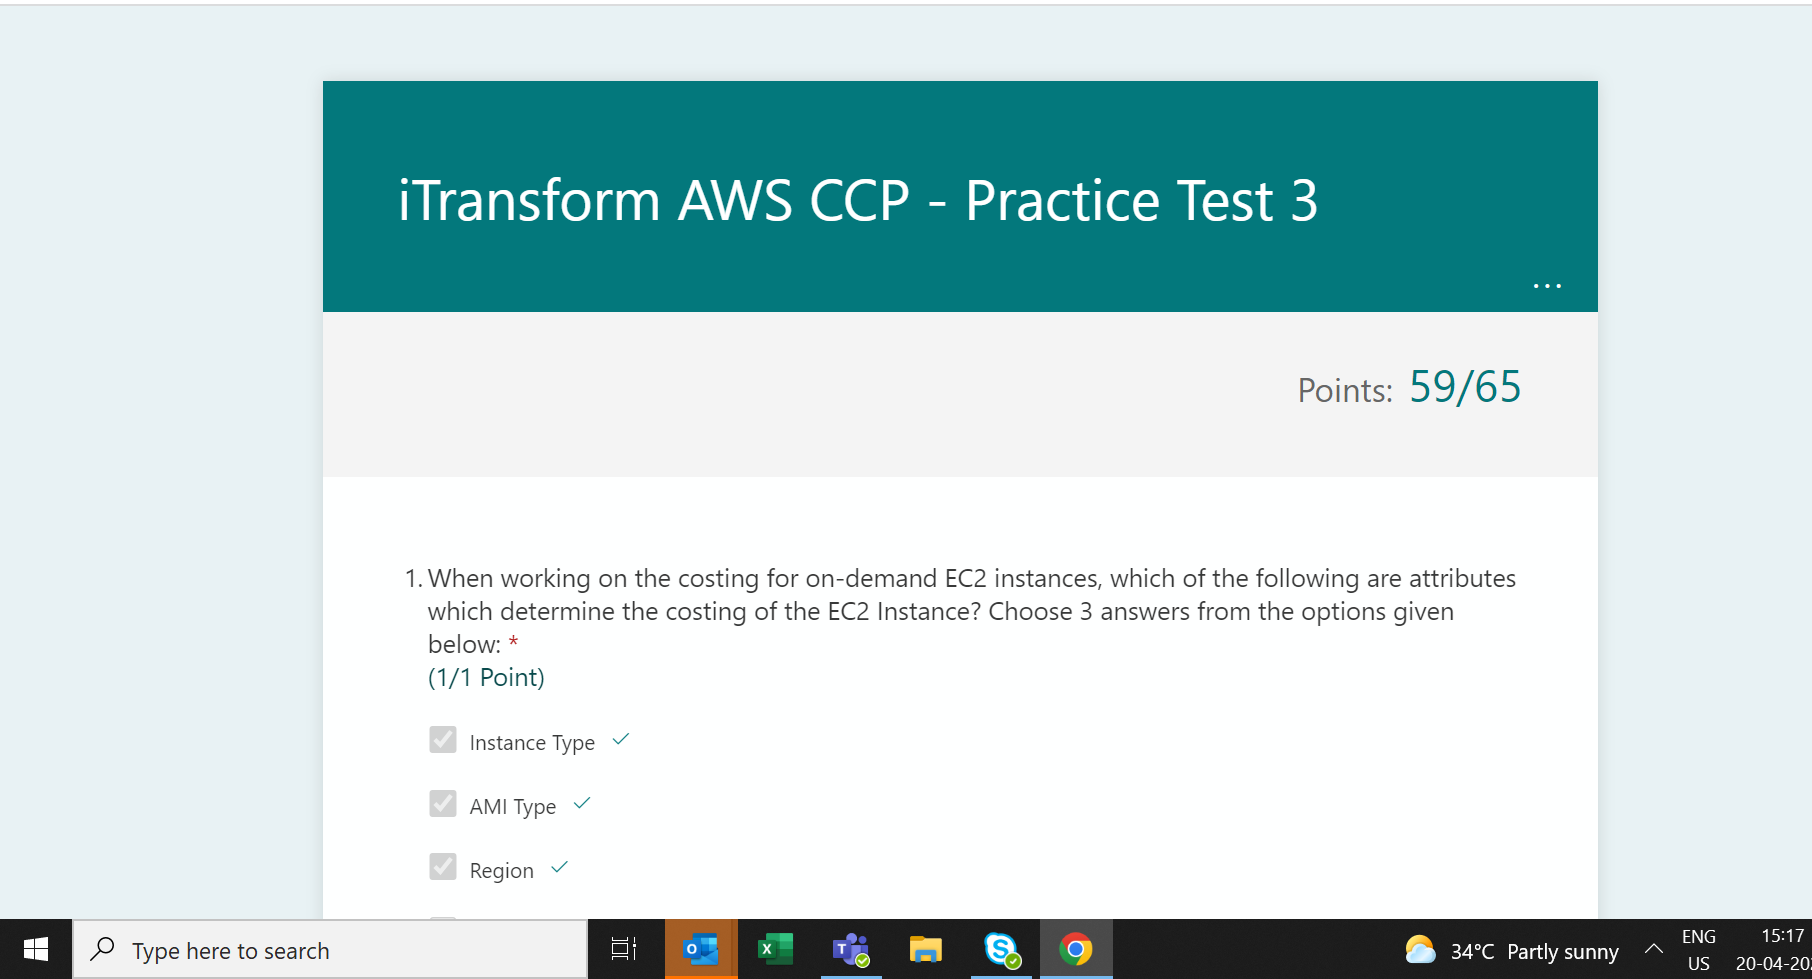 iTransform AWS CCP - Practice Test 3
...
Points: 59/65
1. When working on the costing for on-demand EC2 instances, which of the following are attributes
which determine the costing of the EC2 Instance? Choose 3 answers from the options given
below: *
(1/1 Point)
Instance Type
AMI Type
Region
Type here to search
34°C Partly sunny
ENG
US
15:17
20-04-20